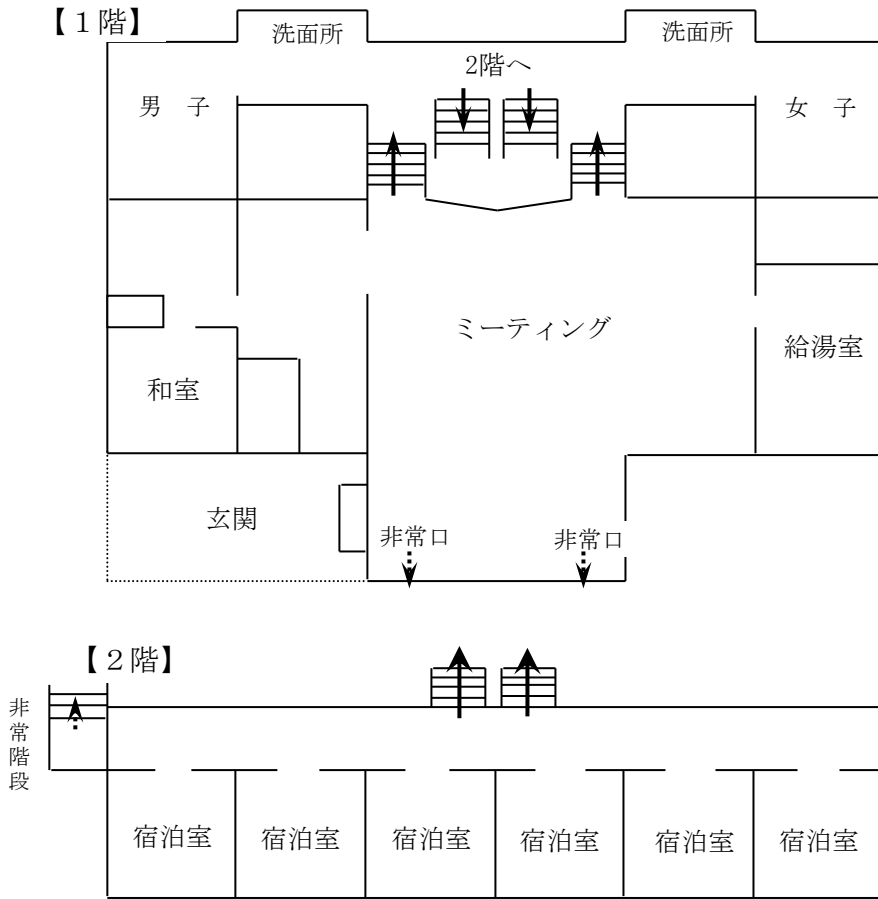 【１階】
洗面所
洗面所
2階へ
男　子
女　子
ミーティング
給湯室
和室
玄関
非常口
非常口
【２階】
非常階段
宿泊室
宿泊室
宿泊室
宿泊室
宿泊室
宿泊室